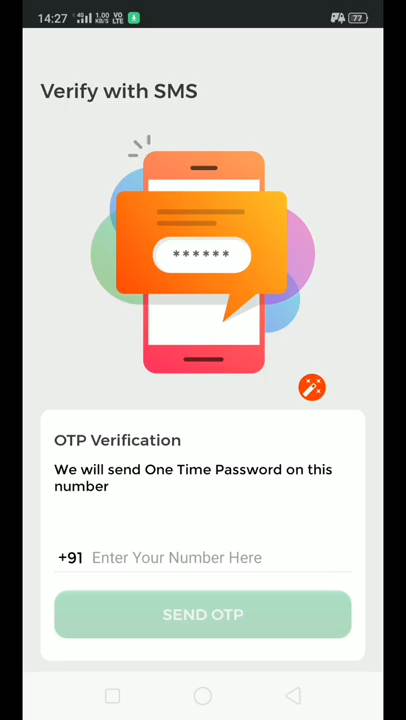 14:27 4G 1.00 KB/S VO LTE 77
Verify with SMS
******
OTP Verification
We will send One Time Password on this
number
+91 Enter Your Number Here
SEND OTP